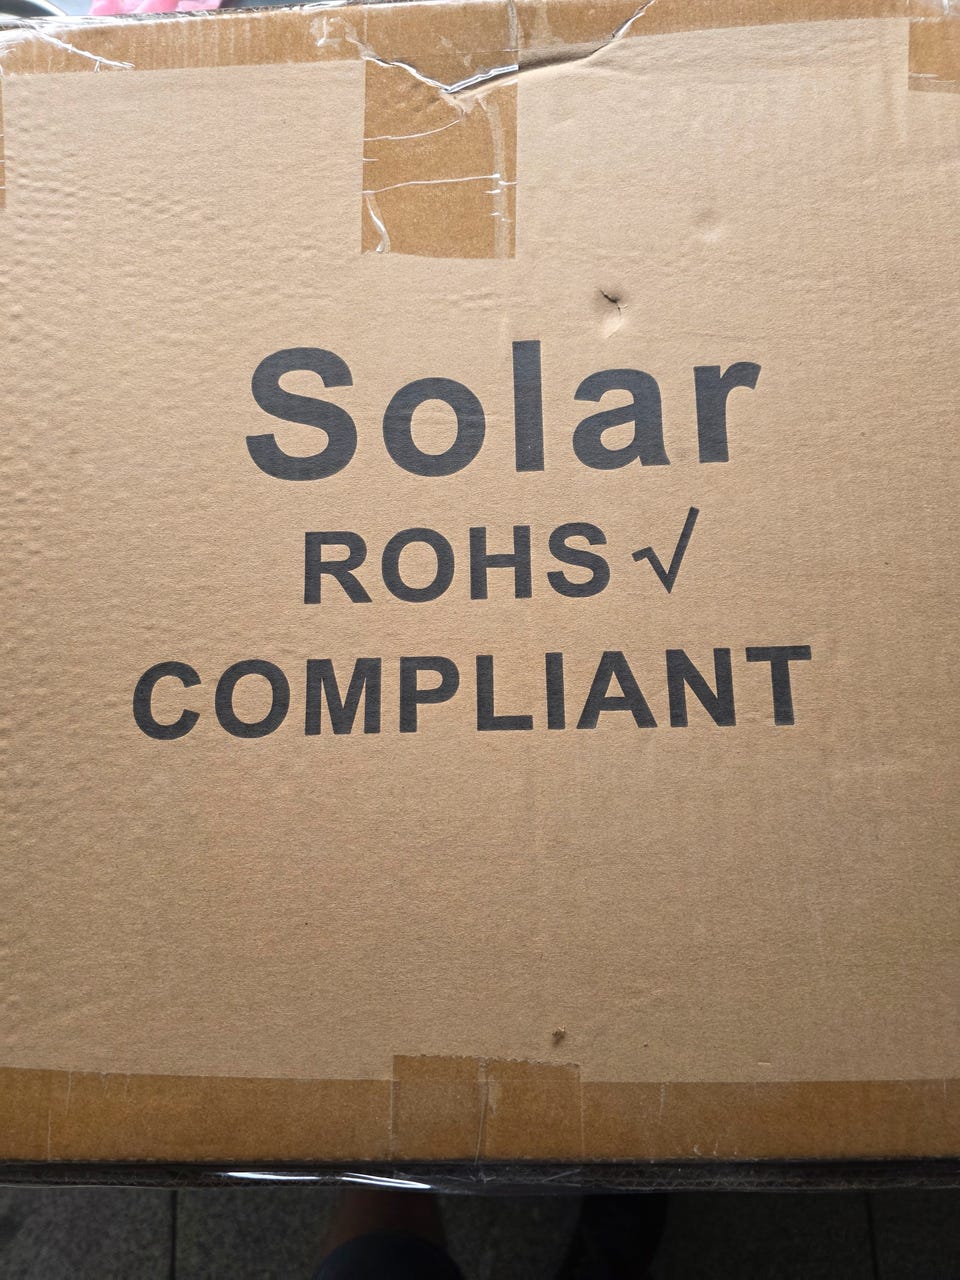 Solar
ROHS √
COMPLIANT